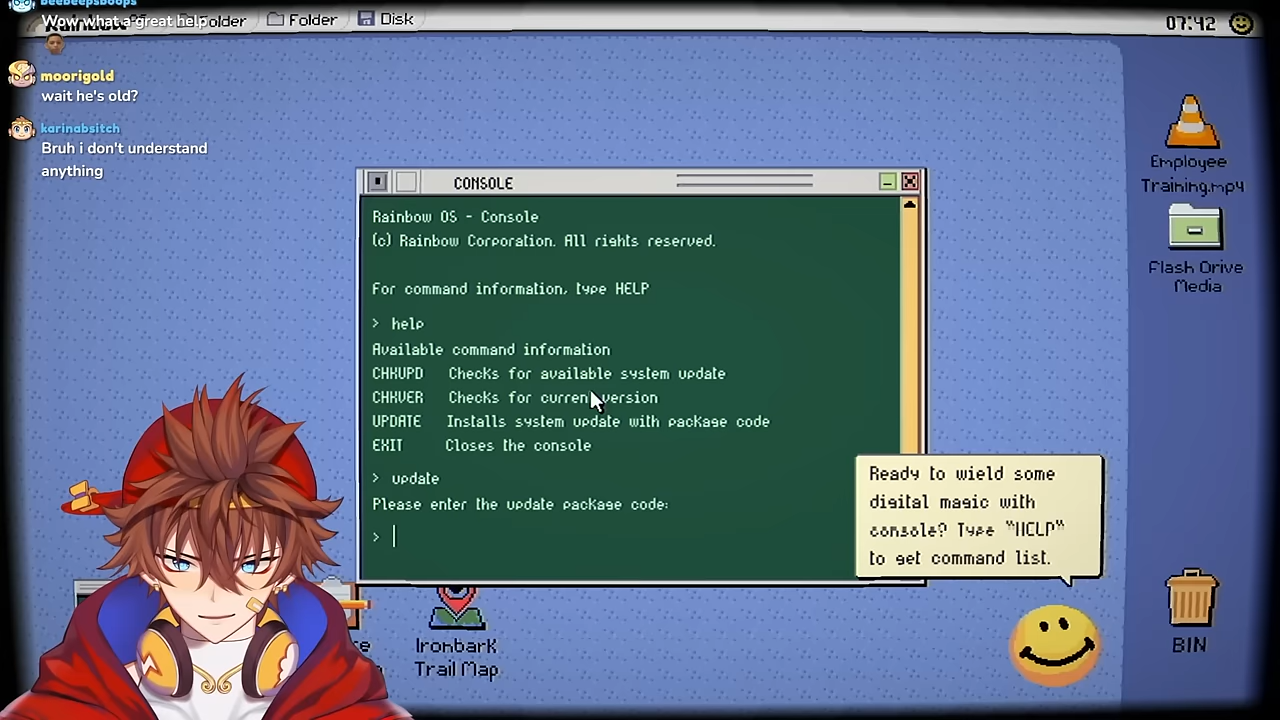 beebeepsboops
Wow what a great help
Folder
Folder
Disk
07:42
moorigold
wait he's old?
karinabsitch
Bruh i don't understand
anything
Employee
Training.mp4
Flash Drive
Media
CONSOLE
Rainbow OS - Console
(c) Rainbow Corporation. All rights reserved.
For command information, type HELP
> help
Available command information
CHKUPD Checks for available system update
CHKVER Checks for current version
UPDATE Installs system update with package code
EXIT Closes the console
> update
Please enter the update package code:
>
Ready to wield some
digital magic with
console? Type "HELP"
to get command list.
Ironbark
Trail Map
BIN